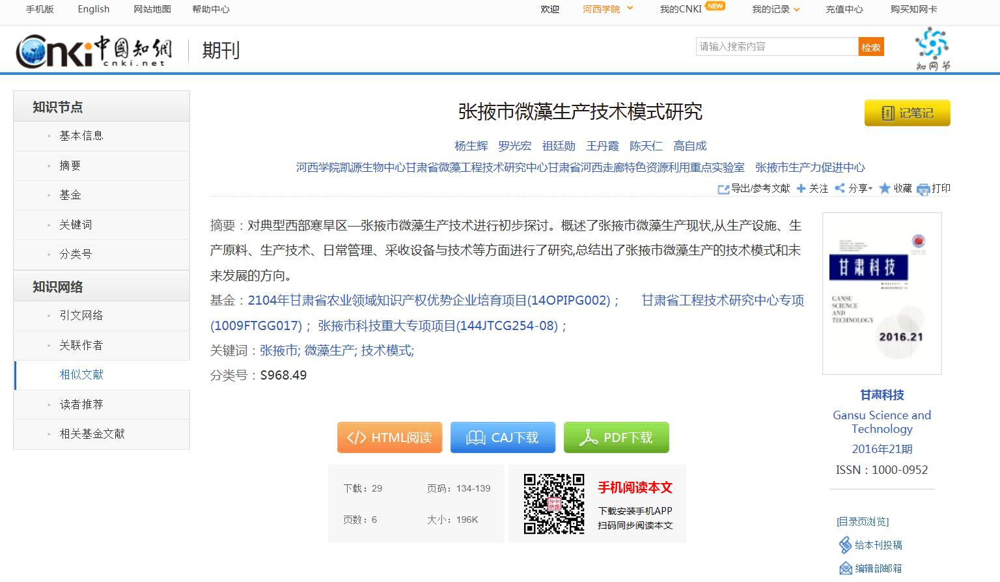 手机版 English 网站地图 帮助中心 欢迎 河西学院 我的CNKI NEW 我的记录 充值中心 购买知网卡
Cnki 中國知網 cnki.net 期刊 请输入搜索内容 检索 知网节
知识节点
基本信息
摘要
基金
关键词
分类号
知识网络
引文网络
关联作者
相似文献
读者推荐
相关基金文献
张掖市微藻生产技术模式研究
记笔记
杨生辉 罗光宏 祖廷勋 王丹霞 陈天仁 高自成
河西学院凯源生物中心甘肃省微藻工程技术研究中心甘肃省河西走廊特色资源利用重点实验室 张掖市生产力促进中心
导出/参考文献 关注 分享 收藏 打印
摘要：对典型西部寒旱区—张掖市微藻生产技术进行初步探讨。概述了张掖市微藻生产现状,从生产设施、生
产原料、生产技术、日常管理、采收设备与技术等方面进行了研究,总结出了张掖市微藻生产的技术模式和未
来发展的方向。
基金：2104年甘肃省农业领域知识产权优势企业培育项目(14OPIPG002)； 甘肃省工程技术研究中心专项
(1009FTGG017)； 张掖市科技重大专项项目(144JTCG254-08)；
关键词：张掖市; 微藻生产; 技术模式;
分类号：S968.49
HTML阅读 CAJ下载 PDF下载
下载：29 页码：134-139
页数：6 大小：196K
手机阅读本文
下载安装手机APP
扫码同步阅读本文
甘肃科技
GANSU
SCIENCE
AND
TECHNOLOGY
2016.21
甘肃科技
Gansu Science and
Technology
2016年21期
ISSN：1000-0952
[目录页浏览]
给本刊投稿
编辑部邮箱